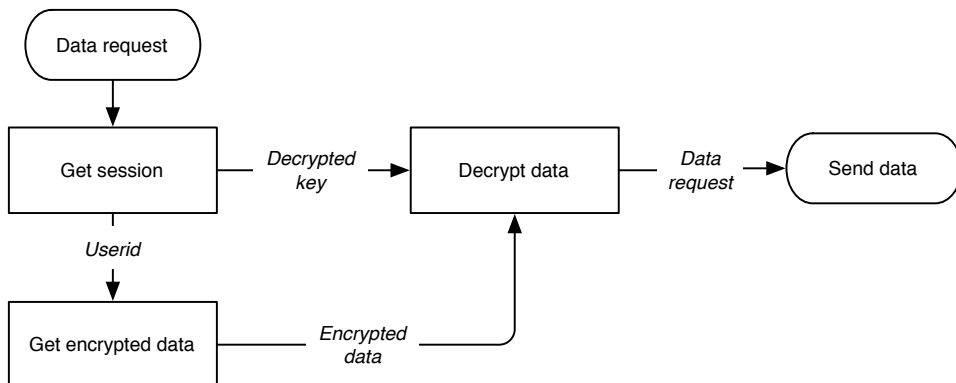 Data request
Get session
Decrypted
key
Decrypt data
Data
request
Send data
Userid
Get encrypted data
Encrypted
data